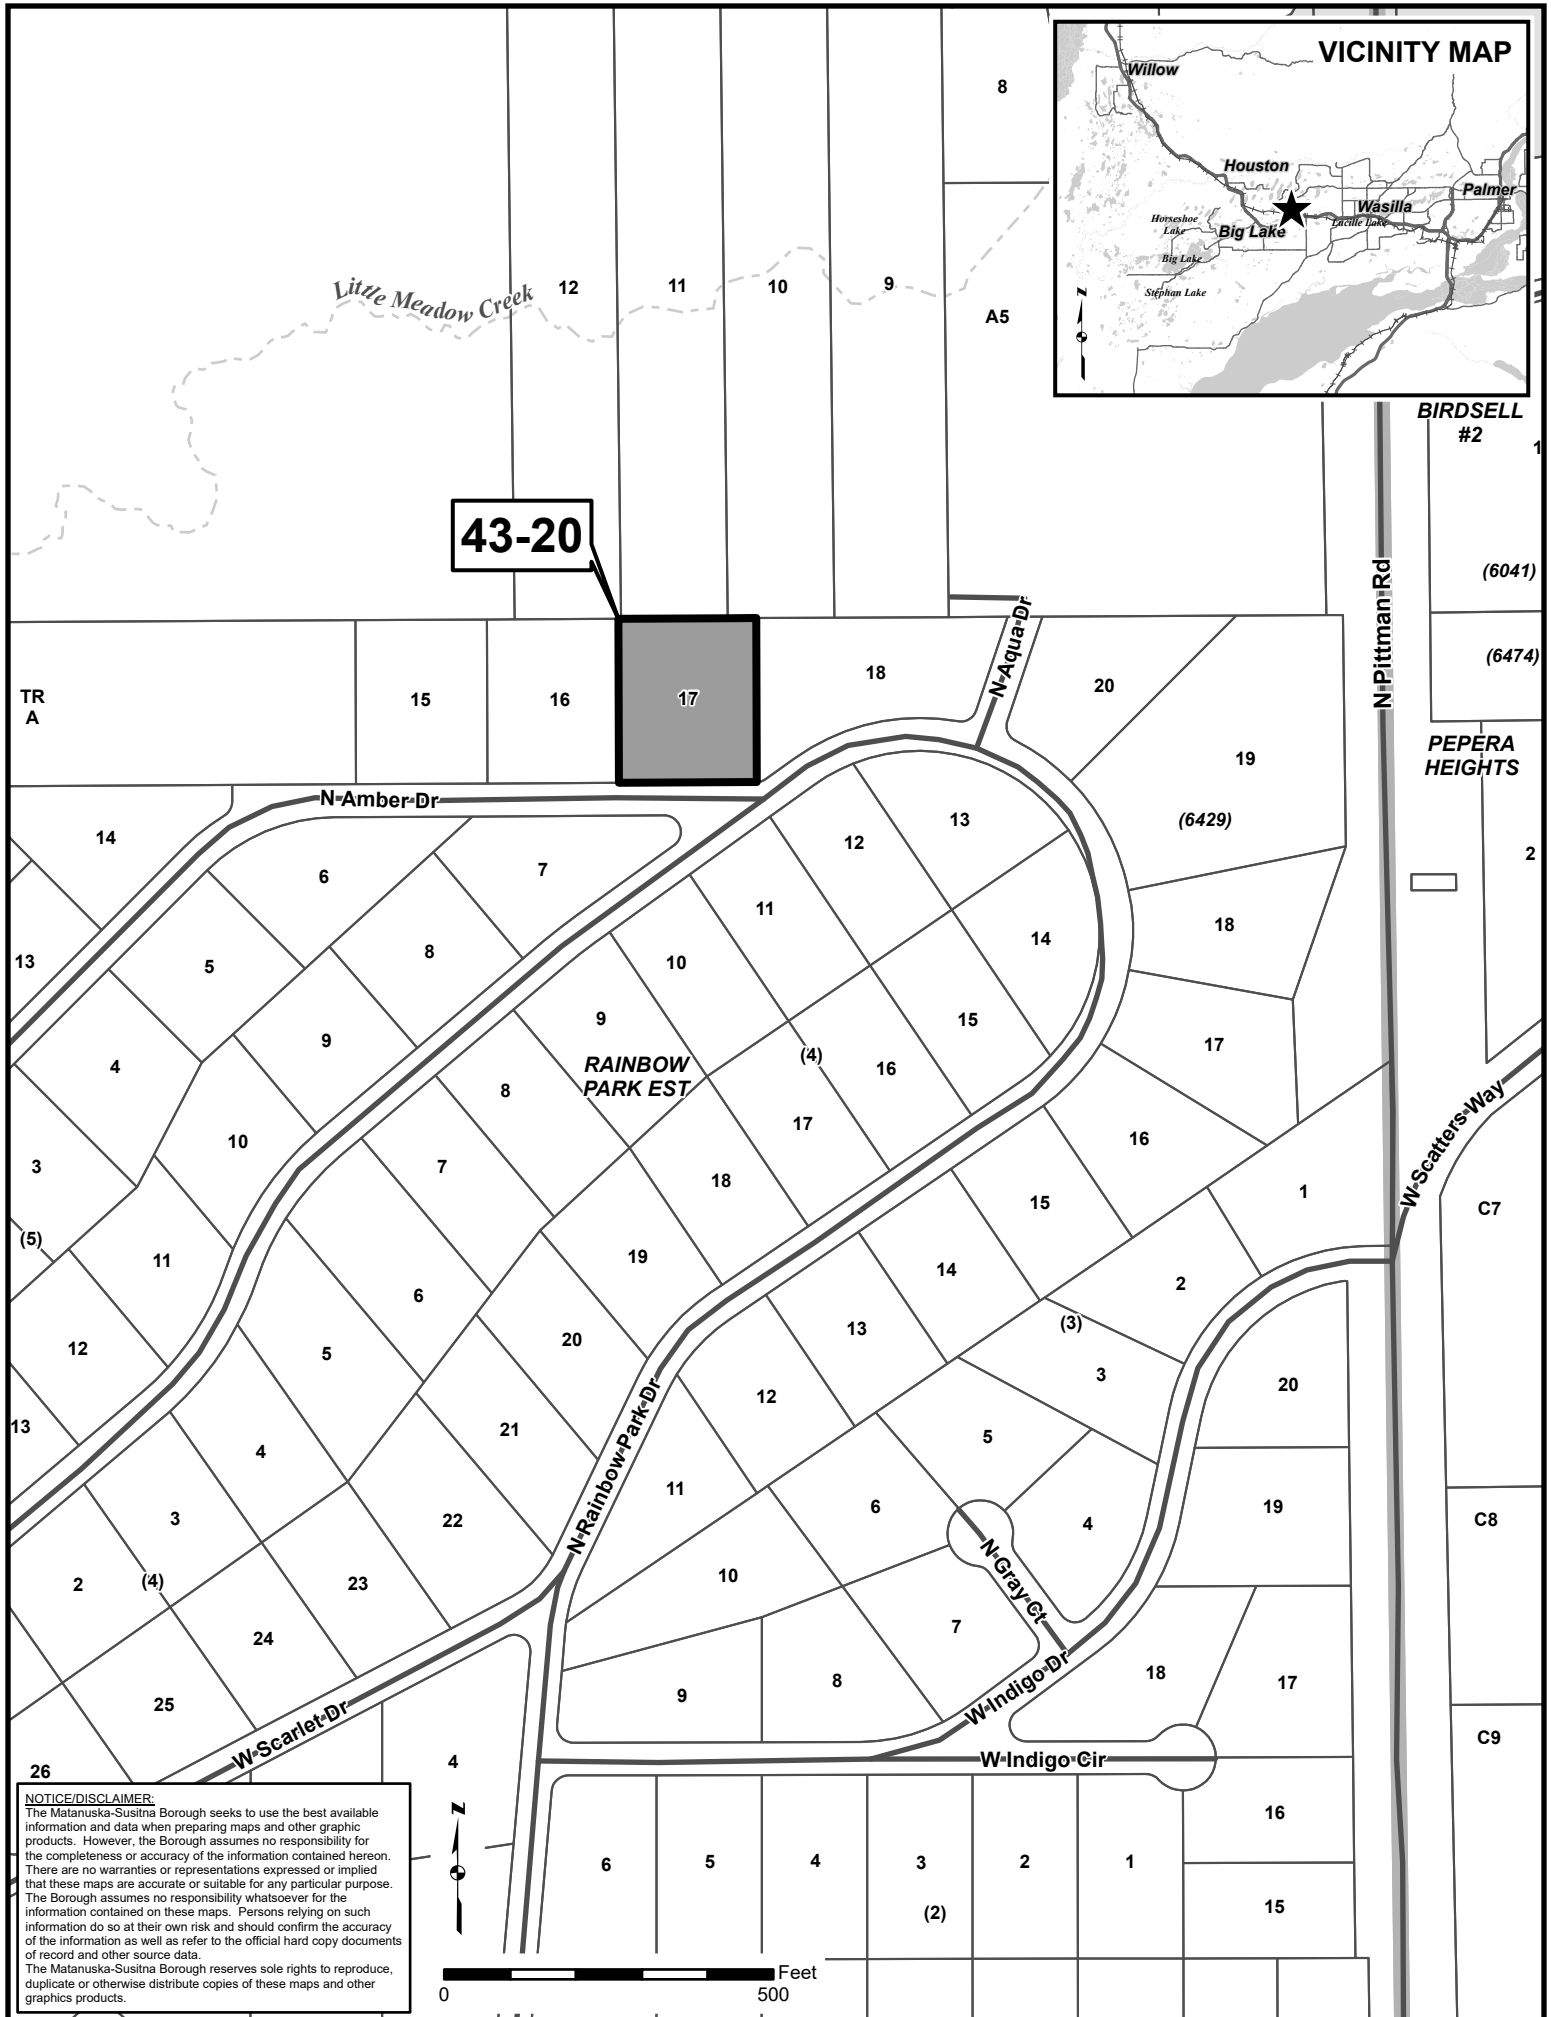 VICINITY MAP
Willow
Houston
Palmer
Wasilla
Lucille Lake
Horseshoe
Lake
Big Lake
Big Lake
Stephan Lake
z
8
Little Meadow Creek
12
11
10
9
A5
BIRDSELL
#2
1
43-20
(6041)
N Pittman Rd
N Aqua Dr
(6474)
TR
A
15
16
17
18
20
PEPERA
HEIGHTS
19
N Amber Dr
(6429)
14
6
7
12
13
2
11
18
13
5
8
10
14
9
9
15
17
RAINBOW
PARK EST
(4)
16
4
8
17
10
16
W Scatters Way
3
7
18
15
1
C7
(5)
11
19
14
2
6
12
5
20
13
(3)
3
20
13
12
N Rainbow Park Dr
4
21
5
11
6
19
3
22
4
C8
2
(4)
23
10
N Gray Ct
24
7
25
9
8
W Indigo Dr
18
17
W Scarlet Dr
C9
26
4
W Indigo Cir
16
6
5
4
3
2
1
(2)
15
z
NOTICE/DISCLAIMER:
The Matanuska-Susitna Borough seeks to use the best available
information and data when preparing maps and other graphic
products. However, the Borough assumes no responsibility for
the completeness or accuracy of the information contained hereon.
There are no warranties or representations expressed or implied
that these maps are accurate or suitable for any particular purpose.
The Borough assumes no responsibility whatsoever for the
information contained on these maps. Persons relying on such
information do so at their own risk and should confirm the accuracy
of the information as well as refer to the official hard copy documents
of record and other source data.
The Matanuska-Susitna Borough reserves sole rights to reproduce,
duplicate or otherwise distribute copies of these maps and other
graphics products.
Feet
0
500